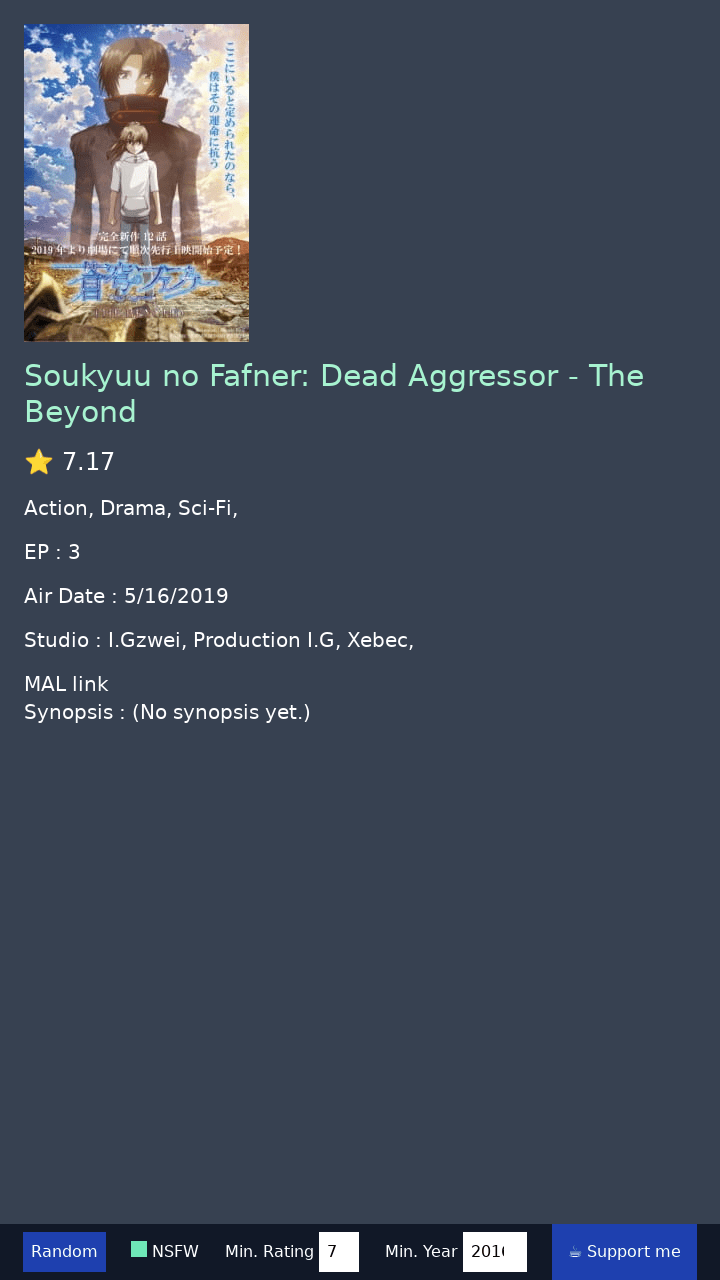 ここにいると定められたのなら、
僕はその運命に抗う
完全新作12話
2019年より劇場にて順次先行上映開始予定！
蒼穹のファフナー
Soukyuu no Fafner: Dead Aggressor - The
Beyond
⭐ 7.17
Action, Drama, Sci-Fi,
EP : 3
Air Date : 5/16/2019
Studio : I.Gzwei, Production I.G, Xebec,
MAL link
Synopsis : (No synopsis yet.)
Random NSFW Min. Rating 7 Min. Year 201 ☕ Support me